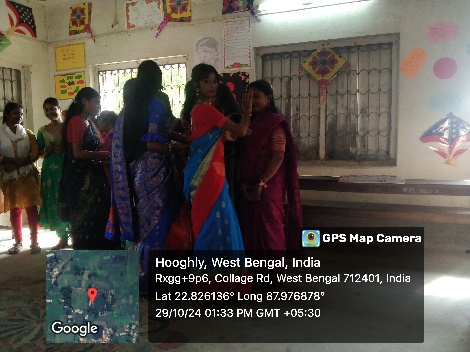 GPS Map Camera
Hooghly, West Bengal, India
Rxgg+9p6, Collage Rd, West Bengal 712401, India
Lat 22.826136° Long 87.976878°
29/10/24 01:33 PM GMT +05:30
Google